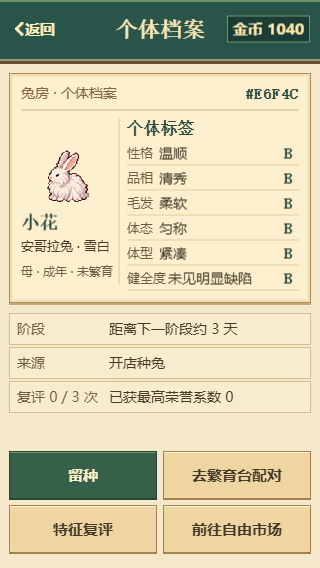 返回
个体档案
金币 1040
兔房 · 个体档案
#E6F4C
个体标签
性格 温顺 B
品相 清秀 B
毛发 柔软 B
体态 匀称 B
体型 紧凑 B
健全度 未见明显缺陷 B
小花
安哥拉兔 · 雪白
母 · 成年 · 未繁育
阶段 距离下一阶段约 3 天
来源 开店种兔
复评 0 / 3 次 已获最高荣誉系数 0
留种
去繁育台配对
特征复评
前往自由市场